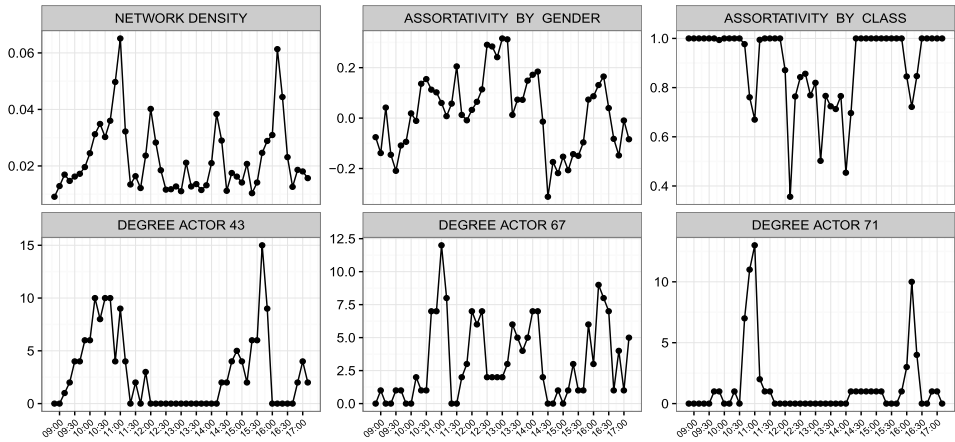 NETWORK DENSITY
0.06
0.04
0.02
ASSORTATIVITY BY GENDER
0.2
0.0
−0.2
ASSORTATIVITY BY CLASS
1.0
0.8
0.6
0.4
DEGREE ACTOR 43
15
10
5
0
09:00 09:30 10:00 10:30 11:00 11:30 12:00 12:30 13:00 13:30 14:00 14:30 15:00 15:30 16:00 16:30 17:00
DEGREE ACTOR 67
12.5
10.0
7.5
5.0
2.5
0.0
09:00 09:30 10:00 10:30 11:00 11:30 12:00 12:30 13:00 13:30 14:00 14:30 15:00 15:30 16:00 16:30 17:00
DEGREE ACTOR 71
10
5
0
09:00 09:30 10:00 10:30 11:00 11:30 12:00 12:30 13:00 13:30 14:00 14:30 15:00 15:30 16:00 16:30 17:00